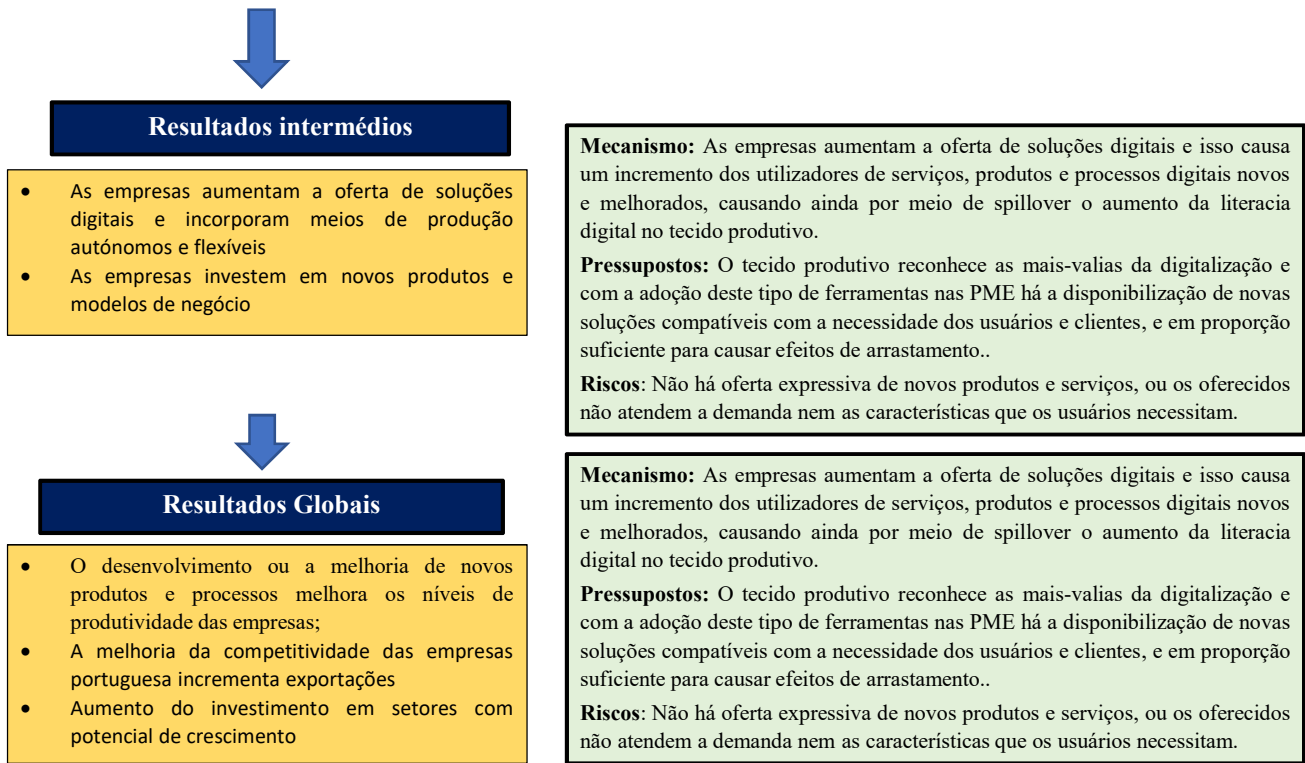 Resultados intermédios
• As empresas aumentam a oferta de soluções
digitais e incorporam meios de produção
autónomos e flexíveis
• As empresas investem em novos produtos e
modelos de negócio
Mecanismo: As empresas aumentam a oferta de soluções digitais e isso causa
um incremento dos utilizadores de serviços, produtos e processos digitais novos
e melhorados, causando ainda por meio de spillover o aumento da literacia
digital no tecido produtivo.
Pressupostos: O tecido produtivo reconhece as mais-valias da digitalização e
com a adoção deste tipo de ferramentas nas PME há a disponibilização de novas
soluções compatíveis com a necessidade dos usuários e clientes, e em proporção
suficiente para causar efeitos de arrastamento..
Riscos: Não há oferta expressiva de novos produtos e serviços, ou os oferecidos
não atendem a demanda nem as características que os usuários necessitam.
Resultados Globais
• O desenvolvimento ou a melhoria de novos
produtos e processos melhora os níveis de
produtividade das empresas;
• A melhoria da competitividade das empresas
portuguesa incrementa exportações
• Aumento do investimento em setores com
potencial de crescimento
Mecanismo: As empresas aumentam a oferta de soluções digitais e isso causa
um incremento dos utilizadores de serviços, produtos e processos digitais novos
e melhorados, causando ainda por meio de spillover o aumento da literacia
digital no tecido produtivo.
Pressupostos: O tecido produtivo reconhece as mais-valias da digitalização e
com a adoção deste tipo de ferramentas nas PME há a disponibilização de novas
soluções compatíveis com a necessidade dos usuários e clientes, e em proporção
suficiente para causar efeitos de arrastamento..
Riscos: Não há oferta expressiva de novos produtos e serviços, ou os oferecidos
não atendem a demanda nem as características que os usuários necessitam.